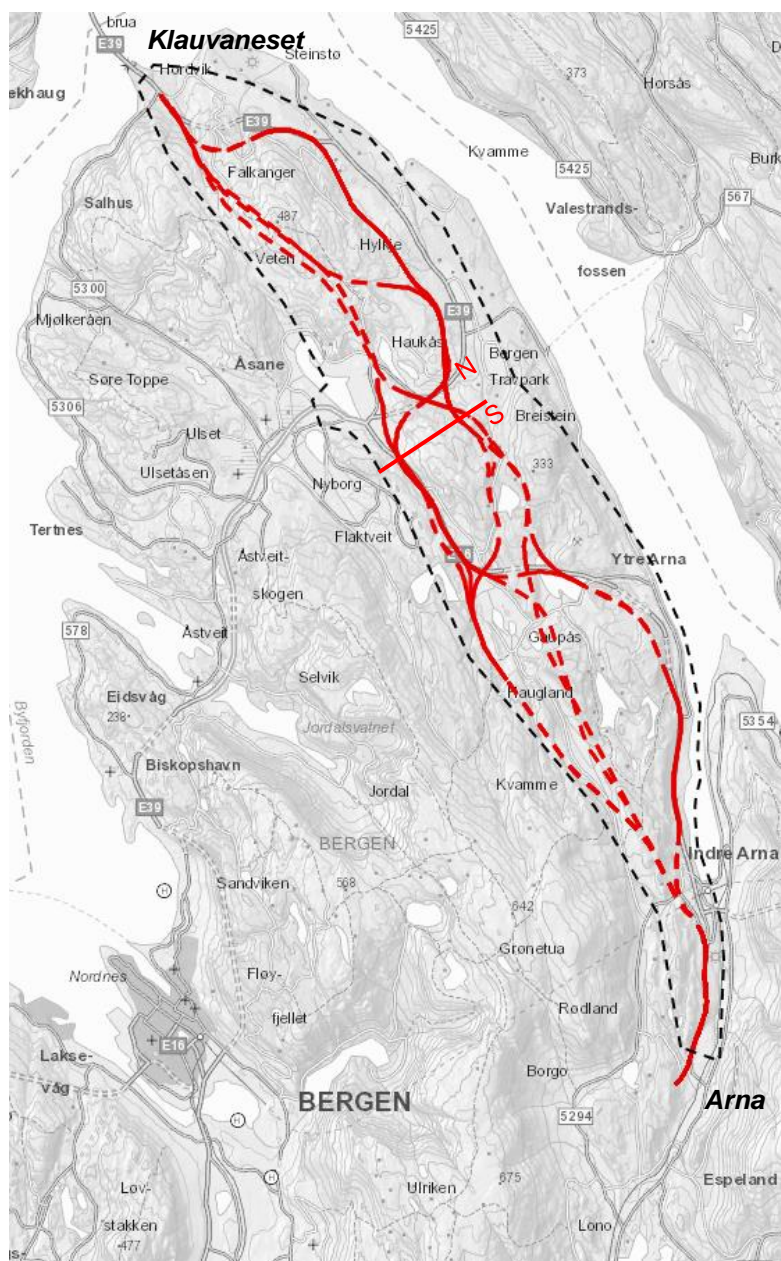 brua
E39
Klauvaneset
Hordvik
Steinstø
5425
373
Horsås
ekhaug
E39
Kvamme
5425
Burk
Falkanger
567
Salhus
487
Valestrands-
Hylkje
Veten
fossen
5300
E39
Mjølkeråen
Haukås
Bergen
N
Åsane
Travpark
Søre Toppe
S
5306
Breistein
Ulset
Ulsetåsen
333
Nyborg
Tertnes
Flaktveit
Ytre Arna
Åstveit-
skogen
578
Gaupås
Åstveit
Selvik
Haugland
Eidsvåg
238
5354
Byfjorden
Jordalsvatnet
Biskopshavn
Kvamme
Jordal
E39
BERGEN
Indre Arna
H
Sandviken
568
642
Grønetua
Nordnes
Fløy-
fjellet
Rødland
E16
Lakse-
våg
Borgo
BERGEN
Arna
H
5294
H
Espeland
Løv-
stakken
Ulriken
675
477
Lono